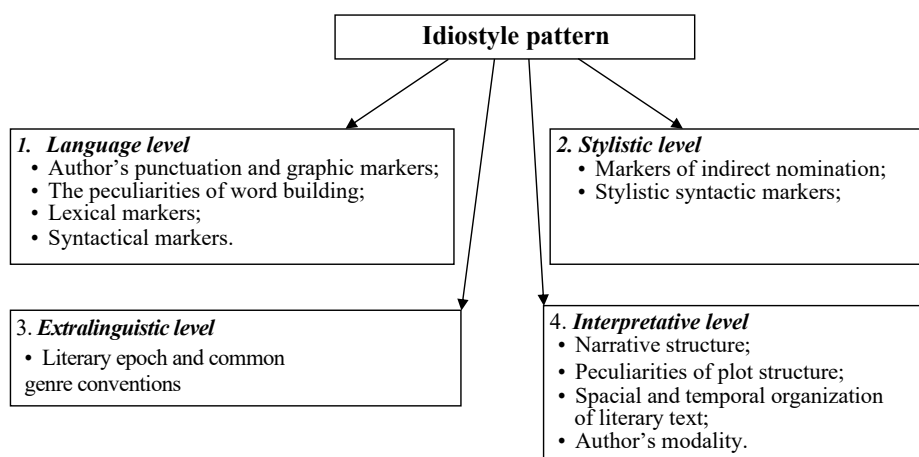 Idiostyle pattern
1. Language level
• Author's punctuation and graphic markers;
• The peculiarities of word building;
• Lexical markers;
• Syntactical markers.
2. Stylistic level
• Markers of indirect nomination;
• Stylistic syntactic markers;
3. Extralinguistic level
• Literary epoch and common
genre conventions
4. Interpretative level
• Narrative structure;
• Peculiarities of plot structure;
• Spacial and temporal organization
of literary text;
• Author's modality.